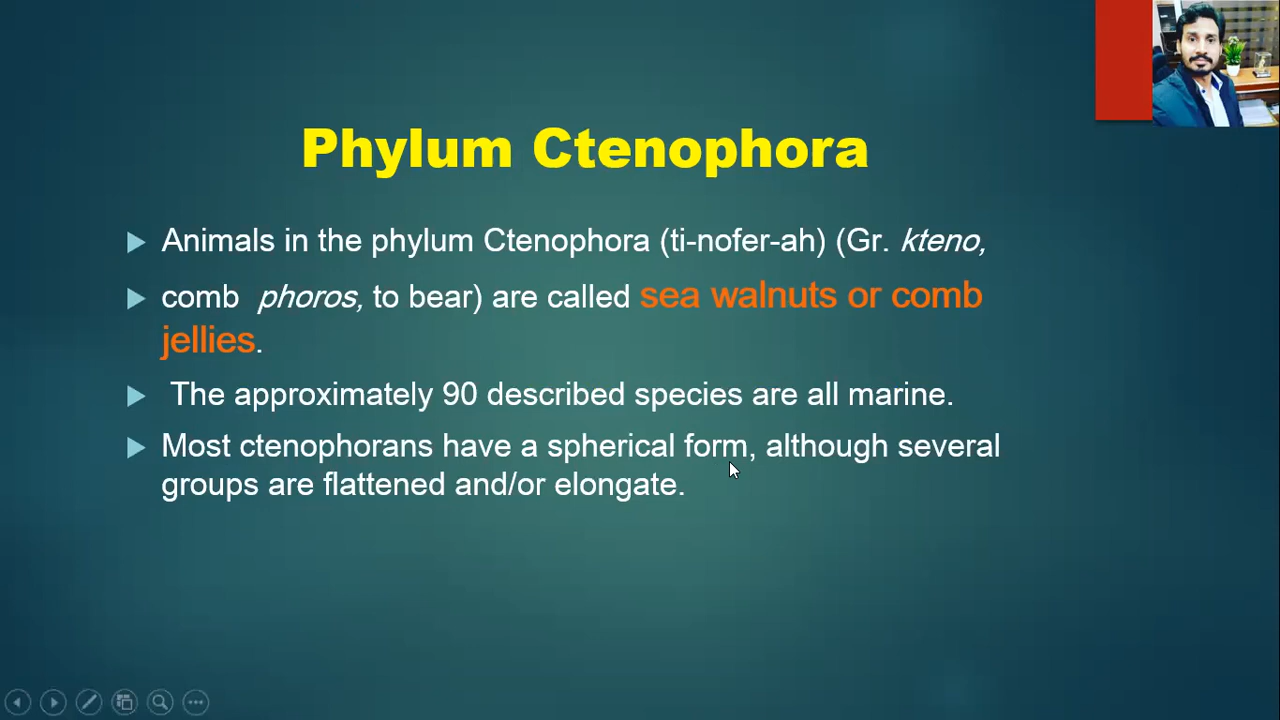 Phylum Ctenophora
Animals in the phylum Ctenophora (ti-nofer-ah) (Gr. kteno,
comb phoros, to bear) are called sea walnuts or comb
jellies.
The approximately 90 described species are all marine.
Most ctenophorans have a spherical form, although several
groups are flattened and/or elongate.